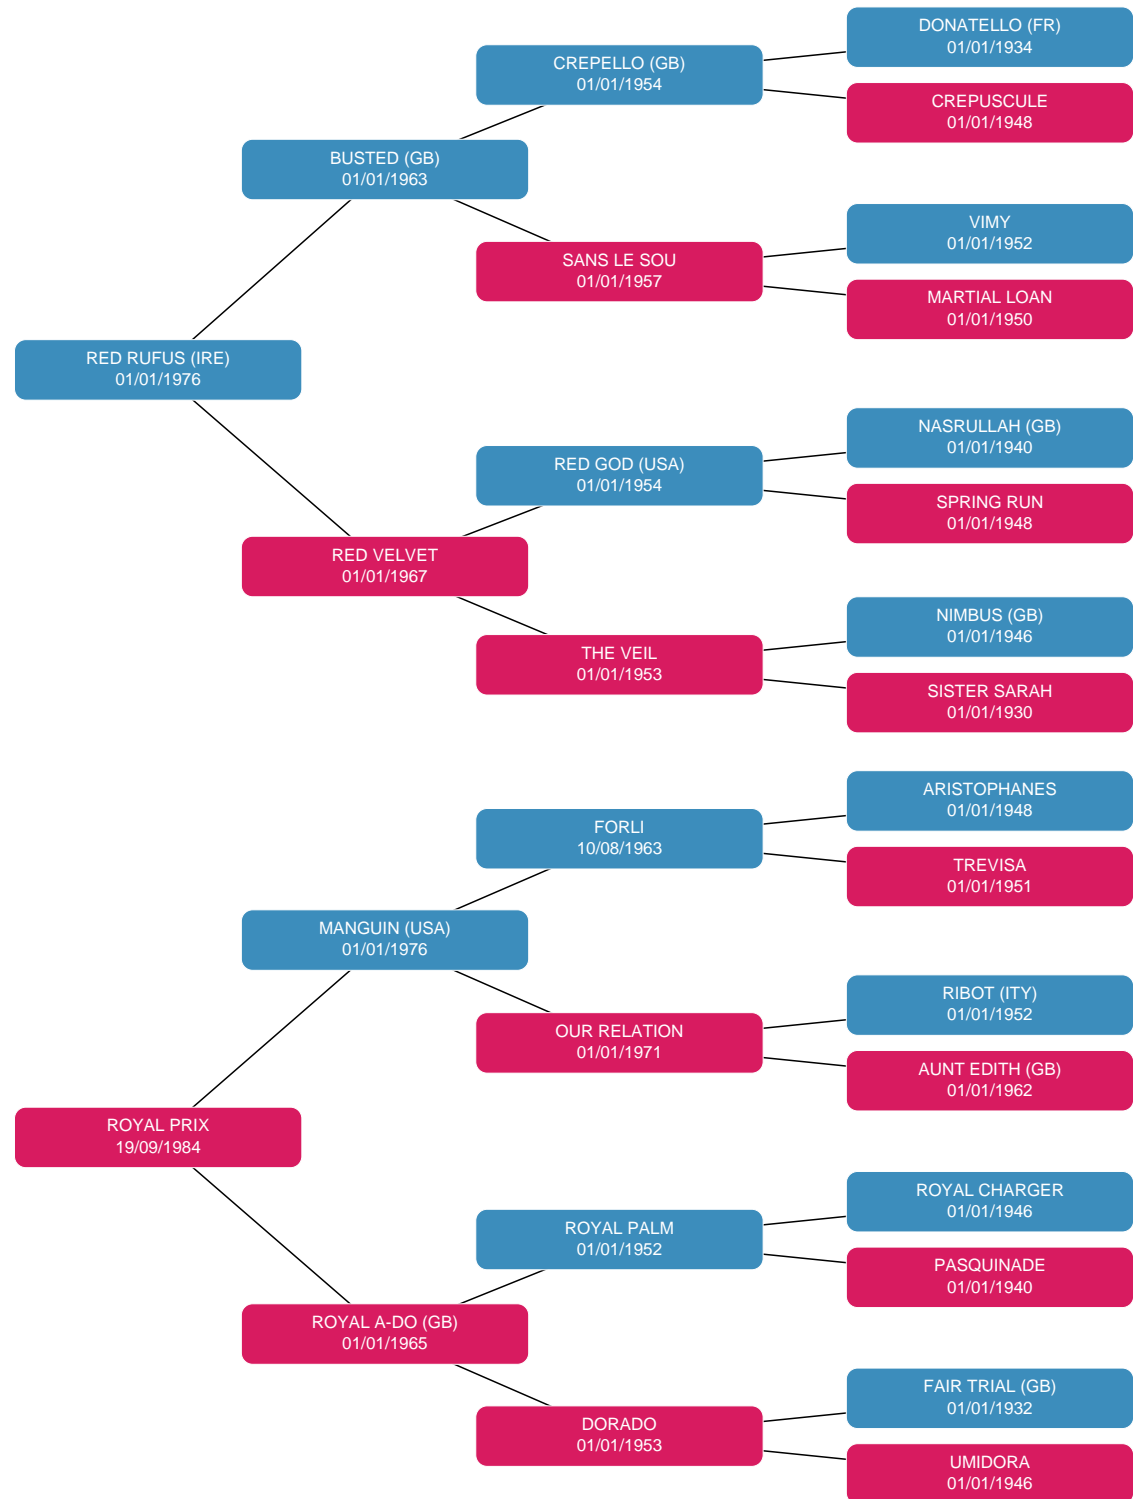 DONATELLO (FR)
01/01/1934
CREPELLO (GB)
01/01/1954
CREPUSCULE
01/01/1948
BUSTED (GB)
01/01/1963
VIMY
01/01/1952
SANS LE SOU
01/01/1957
MARTIAL LOAN
01/01/1950
RED RUFUS (IRE)
01/01/1976
NASRULLAH (GB)
01/01/1940
RED GOD (USA)
01/01/1954
SPRING RUN
01/01/1948
RED VELVET
01/01/1967
NIMBUS (GB)
01/01/1946
THE VEIL
01/01/1953
SISTER SARAH
01/01/1930
ARISTOPHANES
01/01/1948
FORLI
10/08/1963
TREVISA
01/01/1951
MANGUIN (USA)
01/01/1976
RIBOT (ITY)
01/01/1952
OUR RELATION
01/01/1971
AUNT EDITH (GB)
01/01/1962
ROYAL PRIX
19/09/1984
ROYAL CHARGER
01/01/1946
ROYAL PALM
01/01/1952
PASQUINADE
01/01/1940
ROYAL A-DO (GB)
01/01/1965
FAIR TRIAL (GB)
01/01/1932
DORADO
01/01/1953
UMIDORA
01/01/1946